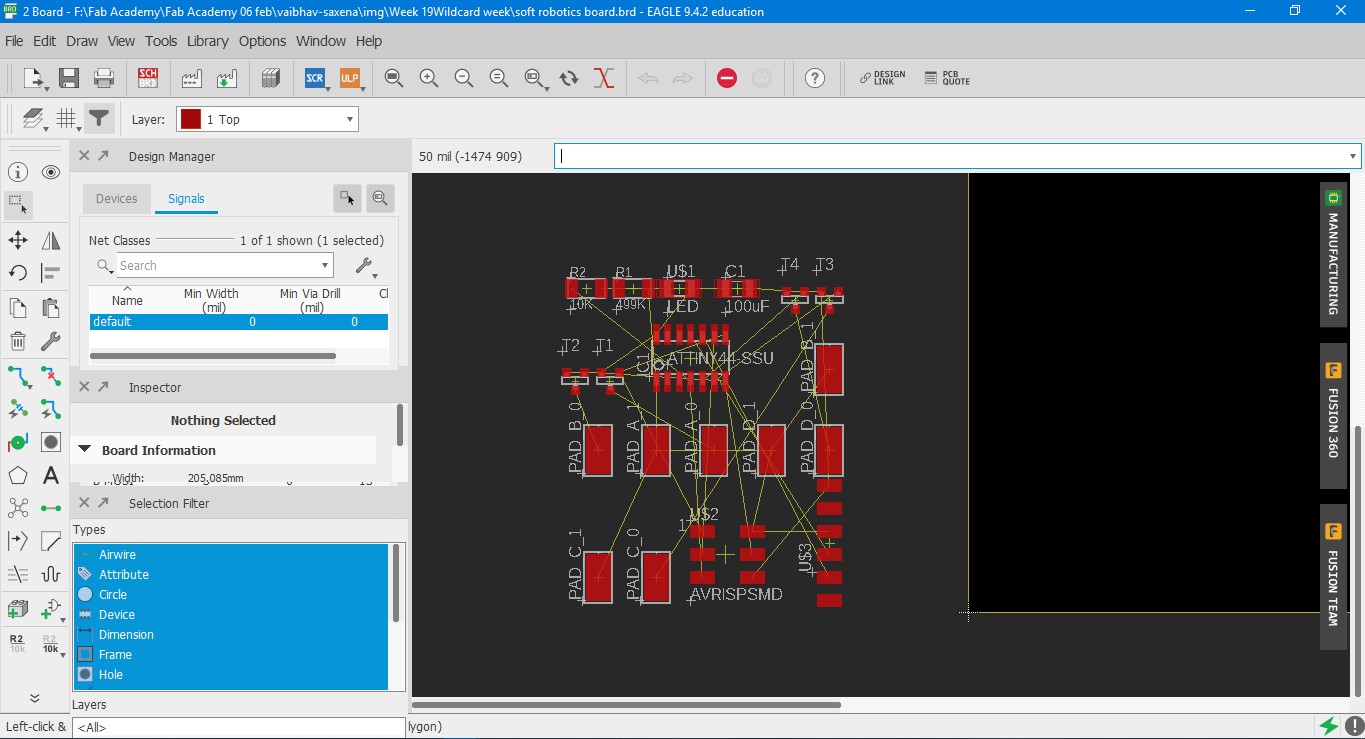 2 Board - F:\Fab Academy\Fab Academy 06 feb\vaibhav-saxena\img\Week 19Wildcard week\soft robotics board.brd - EAGLE 9.4.2 education
File Edit Draw View Tools Library Options Window Help
SCH BRD SCR ULP GO DESIGN LINK PCB QUOTE
Layer: 1 Top
Design Manager
50 mil (-1474 909)
Devices Signals
Net Classes 1 of 1 shown (1 selected)
Search
Name Min Width (mil) Min Via Drill (mil) Cl
default 0 0
Inspector
Nothing Selected
Board Information
Width: 205,085mm
Selection Filter
Types
Airwire
Attribute
Circle
Device
Dimension
Frame
Hole
Layers
Left-click & <All> lygon)
R2 10k R2 10k
R2 R1 U$1 C1 T4 T3
10K 499K LED 100uF
T2 T1 IC1 ATTINY44-SSU PAD_B_1
PAD_B_0 PAD_A_1 PAD_A_0 PAD_D_1 PAD_D_0
U$2
1
PAD_C_1 PAD_C_0 U$3
AVRISPSMD
MANUFACTURING
FUSION 360
FUSION TEAM